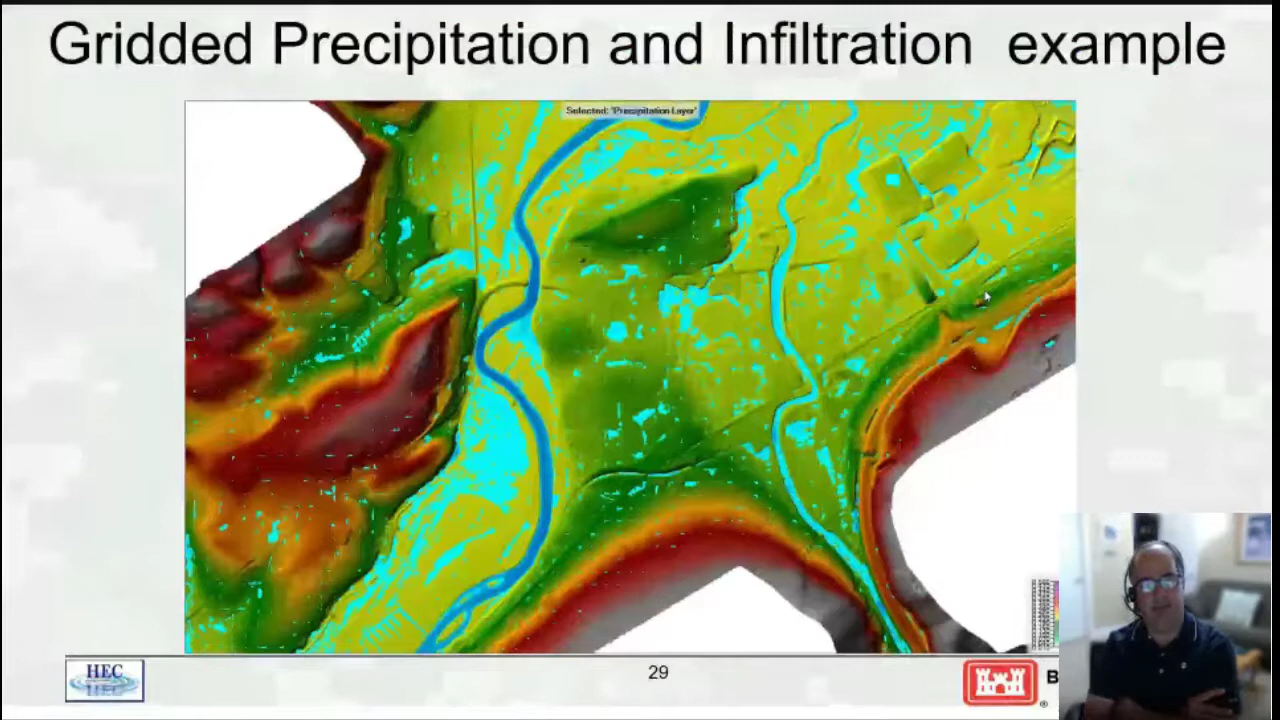 Gridded Precipitation and Infiltration example
Selected: 'Precipitation Layer'
HEC
29
B
®